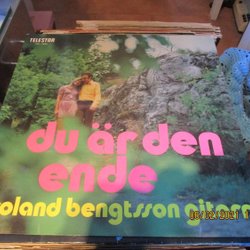 TELESTAR
du är den
ende
roland bengtsson gitarr